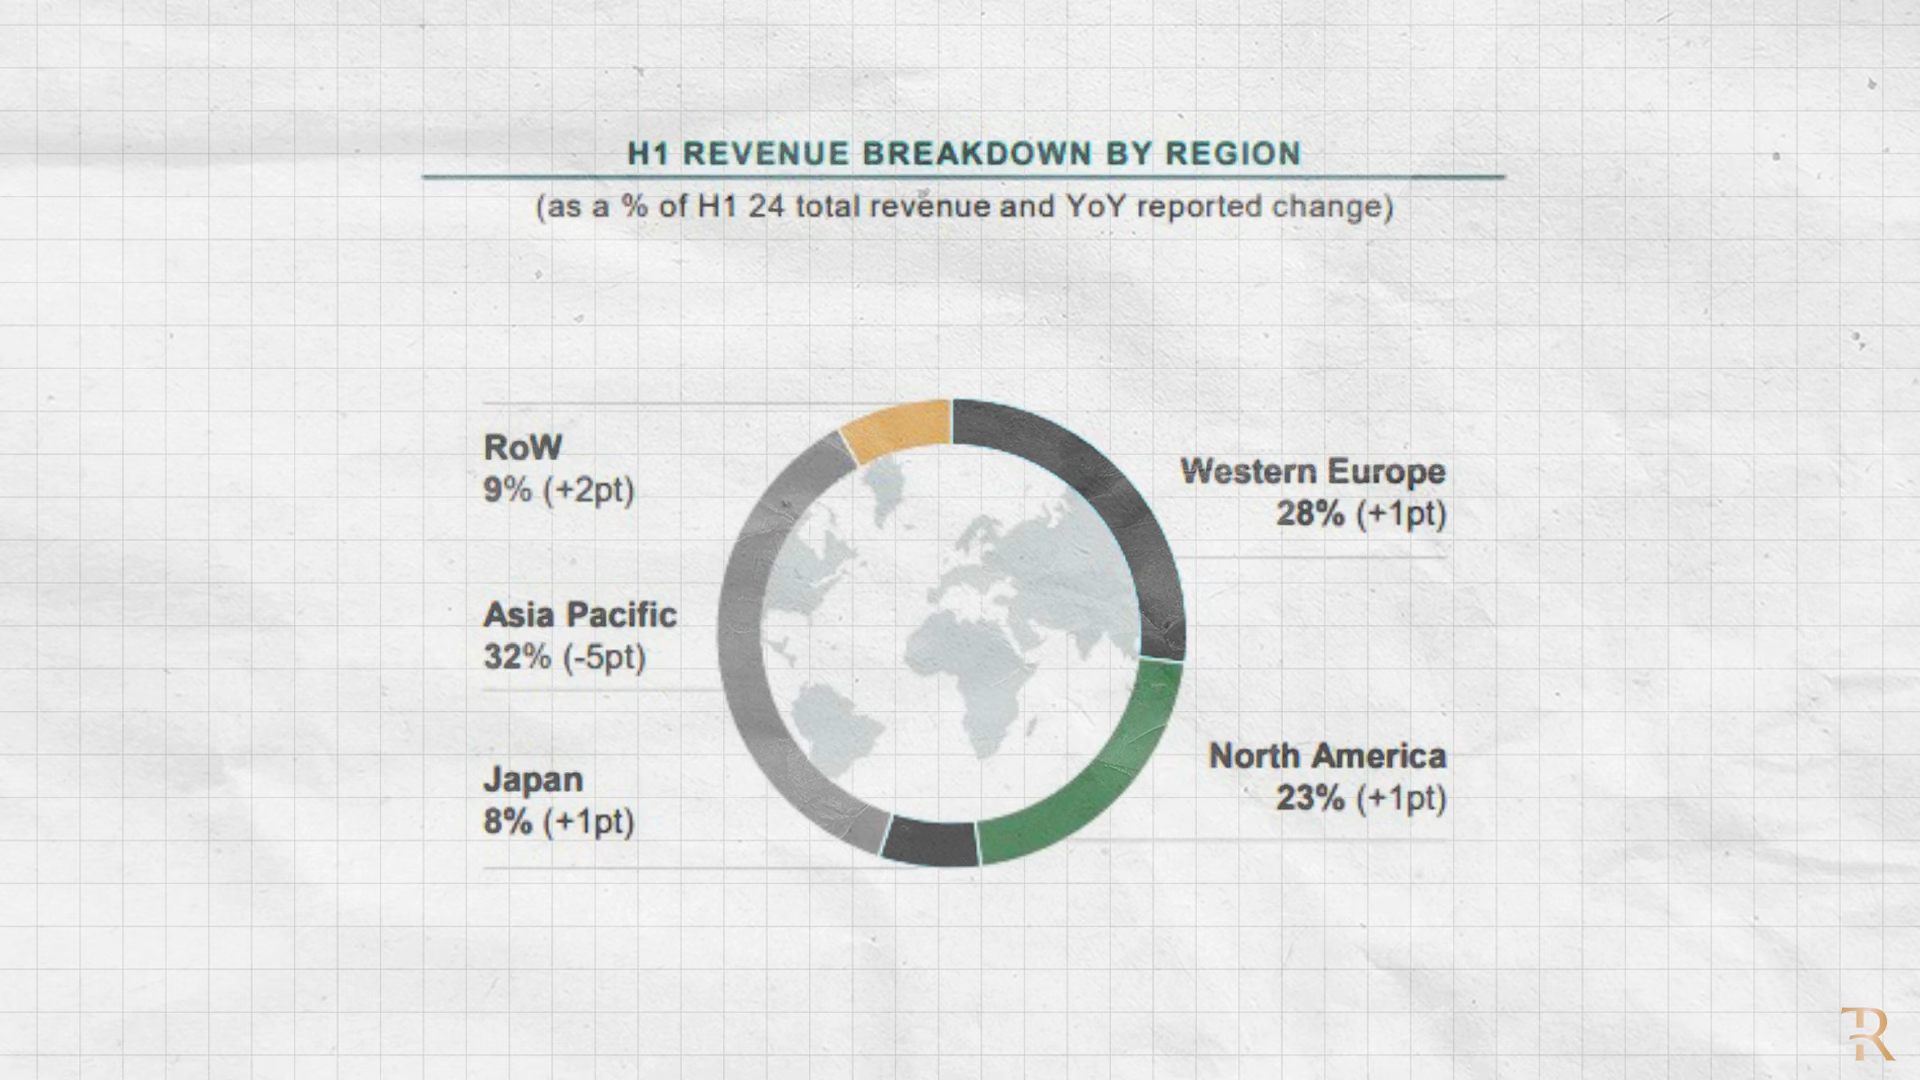 H1 REVENUE BREAKDOWN BY REGION
(as a % of H1 24 total revenue and YoY reported change)
RoW
9% (+2pt)
Asia Pacific
32% (-5pt)
Japan
8% (+1pt)
Western Europe
28% (+1pt)
North America
23% (+1pt)
R